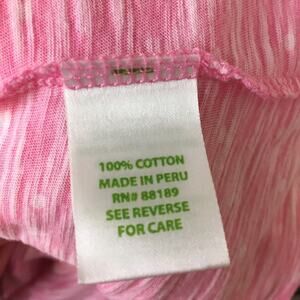 100% COTTON
MADE IN PERU
RN# 88189
SEE REVERSE
FOR CARE